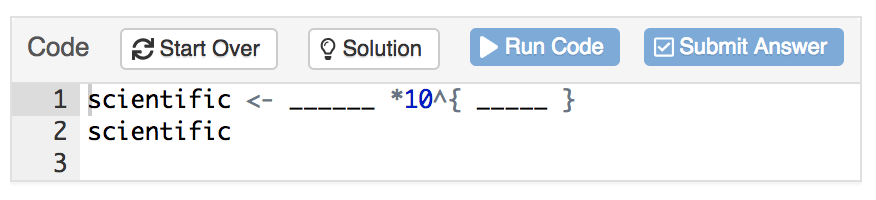 Code Start Over Solution Run Code Submit Answer
1 scientific <- ______ *10^{ _____ }
2 scientific
3